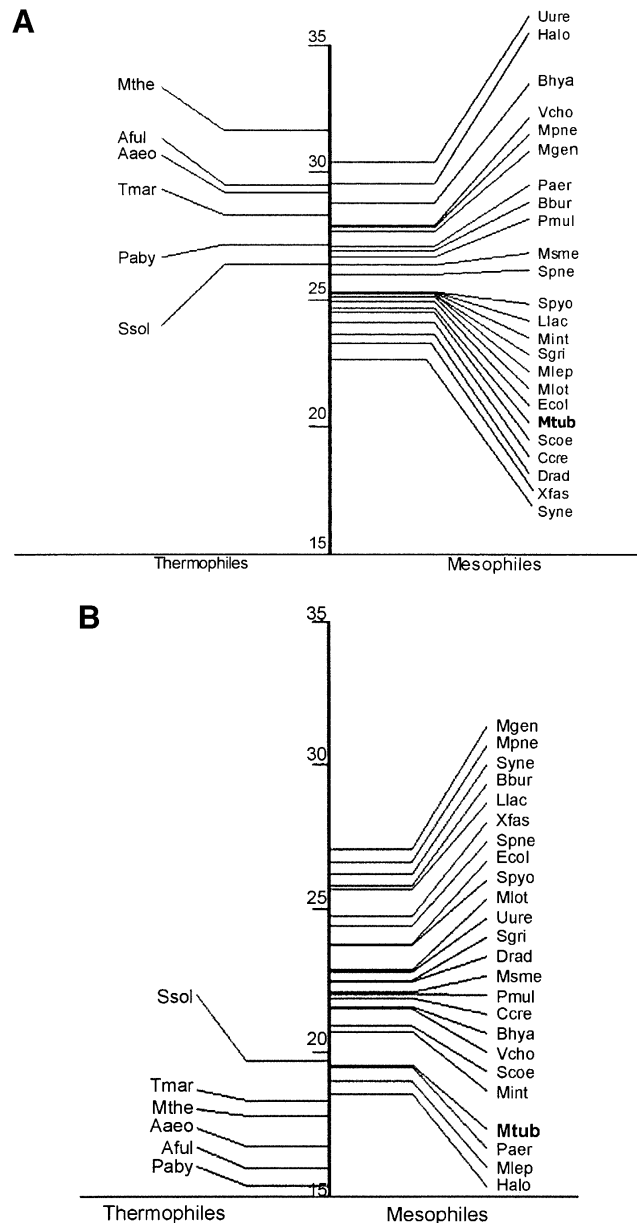 A
35
30
25
20
15
Mthe
Aful
Aaeo
Tmar
Paby
Ssol
Uure
Halo
Bhya
Vcho
Mpne
Mgen
Paer
Bbur
Pmul
Msme
Spne
Spyo
Llac
Mint
Sgri
Mlep
Mlot
Ecol
Mtub
Scoe
Ccre
Drad
Xfas
Syne
Thermophiles
Mesophiles
B
35
30
25
20
15
Ssol
Tmar
Mthe
Aaeo
Aful
Paby
Mgen
Mpne
Syne
Bbur
Llac
Xfas
Spne
Ecol
Spyo
Mlot
Uure
Sgri
Drad
Msme
Pmul
Ccre
Bhya
Vcho
Scoe
Mint
Mtub
Paer
Mlep
Halo
Thermophiles
Mesophiles